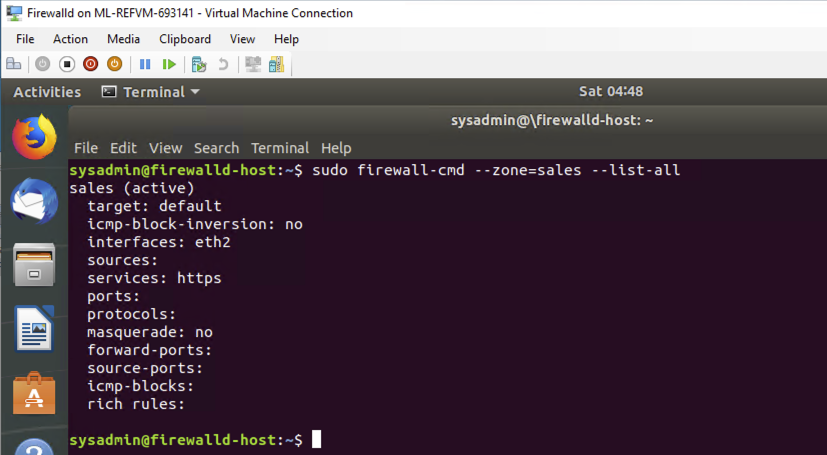 Firewalld on ML-REFVM-693141 - Virtual Machine Connection
File Action Media Clipboard View Help
Activities Terminal Sat 04:48
sysadmin@\firewalld-host: ~
File Edit View Search Terminal Help
sysadmin@firewalld-host:~$ sudo firewall-cmd --zone=sales --list-all
sales (active)
  target: default
  icmp-block-inversion: no
  interfaces: eth2
  sources:
  services: https
  ports:
  protocols:
  masquerade: no
  forward-ports:
  source-ports:
  icmp-blocks:
  rich rules:
sysadmin@firewalld-host:~$